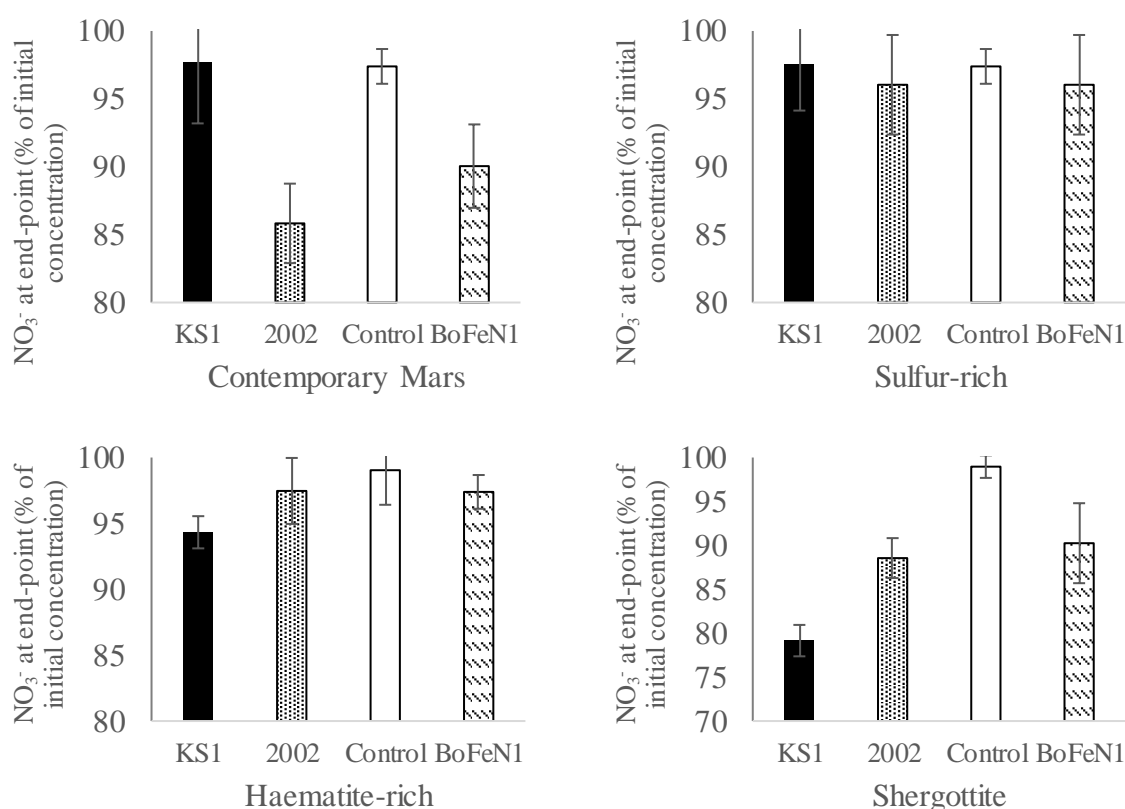 NO₃⁻ at end-point (% of initial
concentration)
100
95
90
85
80
KS1 2002 Control BoFeN1
Contemporary Mars
NO₃⁻ at end-point (% of initial
concentration)
100
95
90
85
80
KS1 2002 Control BoFeN1
Sulfur-rich
NO₃⁻ at end-point (% of
initial concentration)
100
95
90
85
80
KS1 2002 Control BoFeN1
Haematite-rich
NO₃⁻ at end-point (% of
initial concentration)
100
95
90
85
80
75
70
KS1 2002 Control BoFeN1
Shergottite